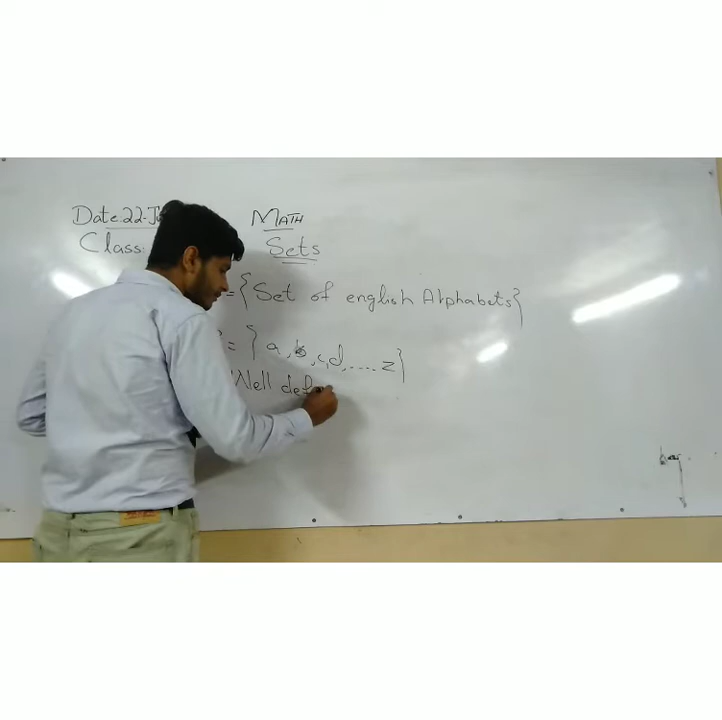 Date: 22-
MATH
Class:
Sets
= {Set of english Alphabets}
= { a, b, c, d, .... z}
Well def